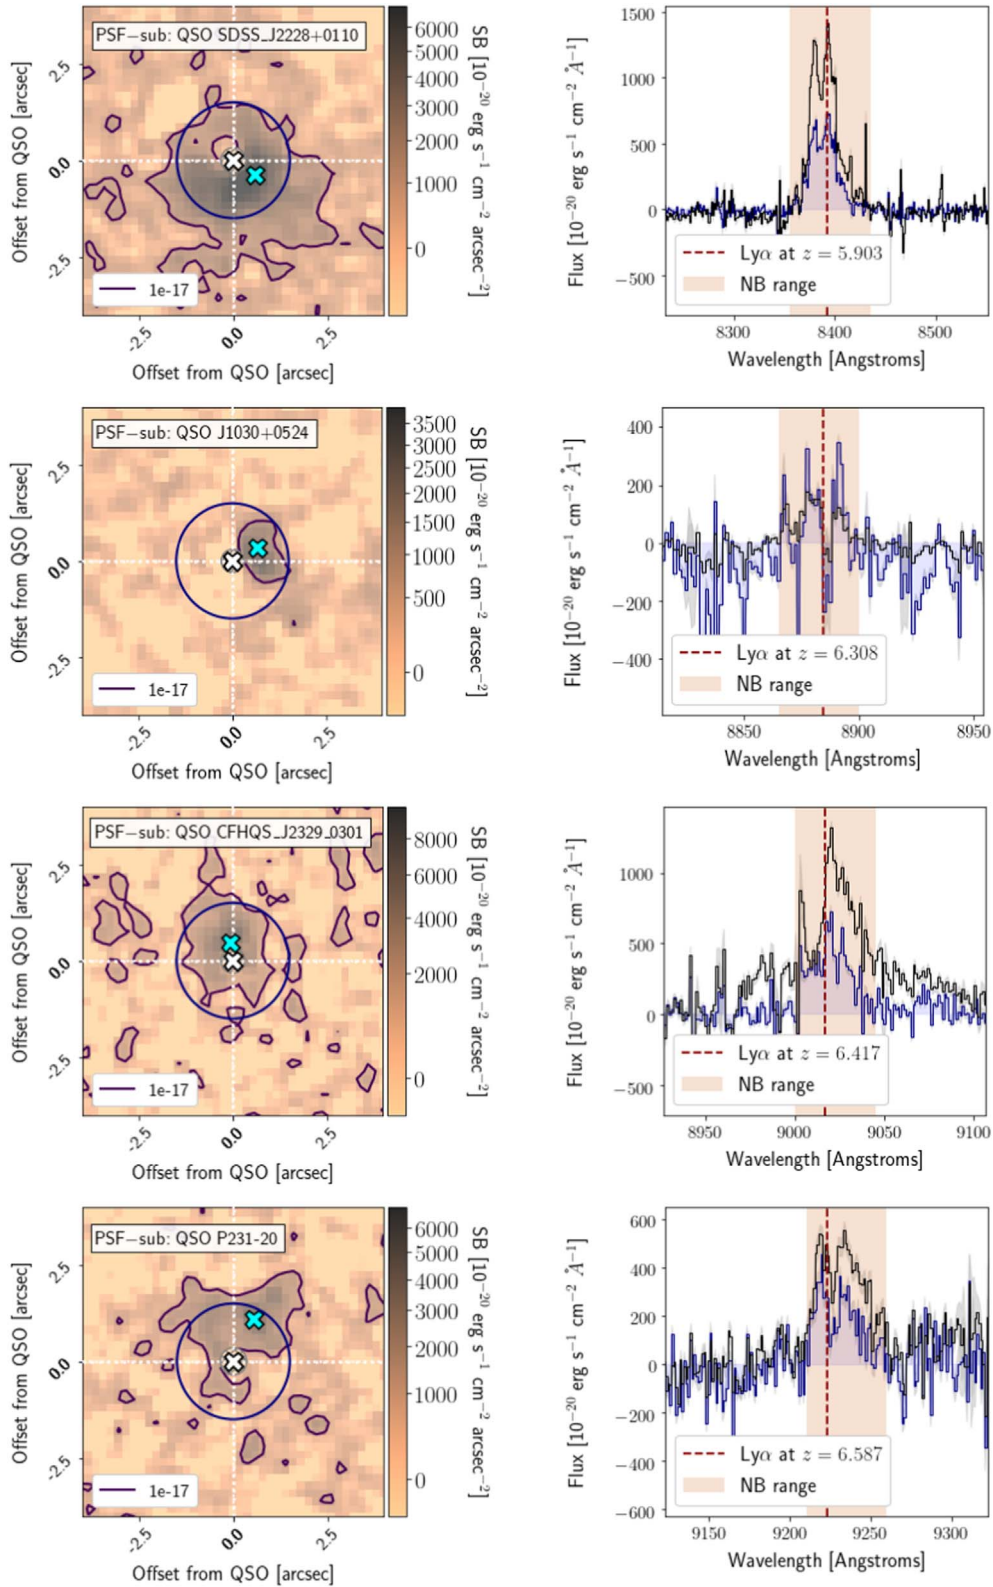 PSF−sub: QSO SDSS_J2228+0110
2.5
0.0
-2.5
Offset from QSO [arcsec]
1e-17
-2.5
0.0
2.5
Offset from QSO [arcsec]
6000
5000
4000
3000
2000
1000
0
SB [10−20 erg s−1 cm−2 arcsec−2]
1500
1000
500
0
−500
Flux [10−20 erg s−1 cm−2 Å−1]
Lyα at z = 5.903
NB range
8300
8400
8500
Wavelength [Angstroms]
PSF−sub: QSO J1030+0524
2.5
0.0
-2.5
Offset from QSO [arcsec]
1e-17
-2.5
0.0
2.5
Offset from QSO [arcsec]
3500
3000
2500
2000
1500
1000
500
0
SB [10−20 erg s−1 cm−2 arcsec−2]
400
200
0
−200
−400
Flux [10−20 erg s−1 cm−2 Å−1]
Lyα at z = 6.308
NB range
8850
8900
8950
Wavelength [Angstroms]
PSF−sub: QSO CFHQS_J2329_0301
2.5
0.0
-2.5
Offset from QSO [arcsec]
1e-17
-2.5
0.0
2.5
Offset from QSO [arcsec]
8000
6000
4000
2000
0
SB [10−20 erg s−1 cm−2 arcsec−2]
1000
500
0
−500
Flux [10−20 erg s−1 cm−2 Å−1]
Lyα at z = 6.417
NB range
8950
9000
9050
9100
Wavelength [Angstroms]
PSF−sub: QSO P231-20
2.5
0.0
-2.5
Offset from QSO [arcsec]
1e-17
-2.5
0.0
2.5
Offset from QSO [arcsec]
6000
5000
4000
3000
2000
1000
0
SB [10−20 erg s−1 cm−2 arcsec−2]
600
400
200
0
−200
−400
−600
Flux [10−20 erg s−1 cm−2 Å−1]
Lyα at z = 6.587
NB range
9150
9200
9250
9300
Wavelength [Angstroms]